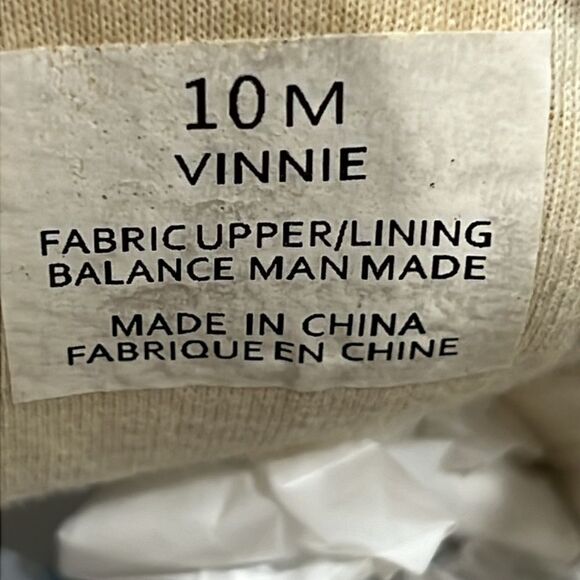 10 M
VINNIE
FABRIC UPPER/LINING
BALANCE MAN MADE
MADE IN CHINA
FABRIQUE EN CHINE